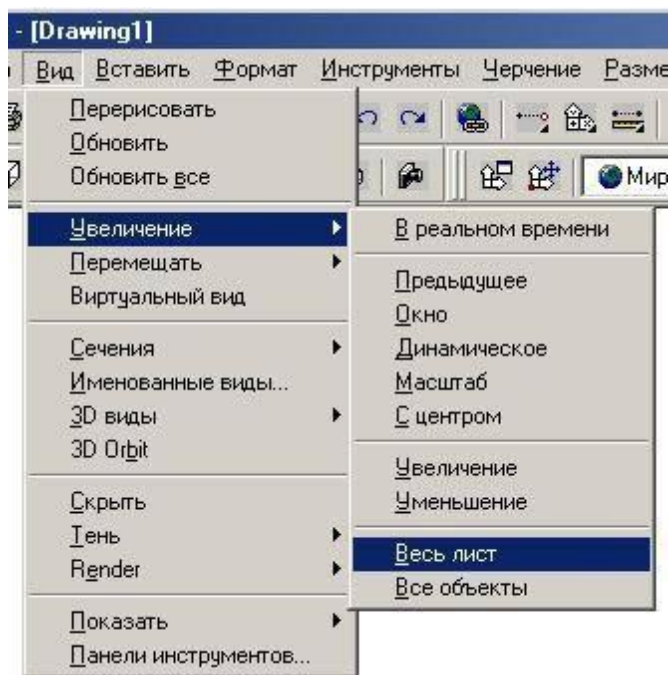 - [Drawing1]
Вид Вставить Формат Инструменты Черчение Разме
Перерисовать
Обновить
Обновить все
Мир
Увеличение
Перемещать
Виртуальный вид
Сечения
Именованные виды...
3D виды
3D Orbit
Скрыть
Тень
Render
Показать
Панели инструментов...
В реальном времени
Предыдущее
Окно
Динамическое
Масштаб
С центром
Увеличение
Уменьшение
Весь лист
Все объекты